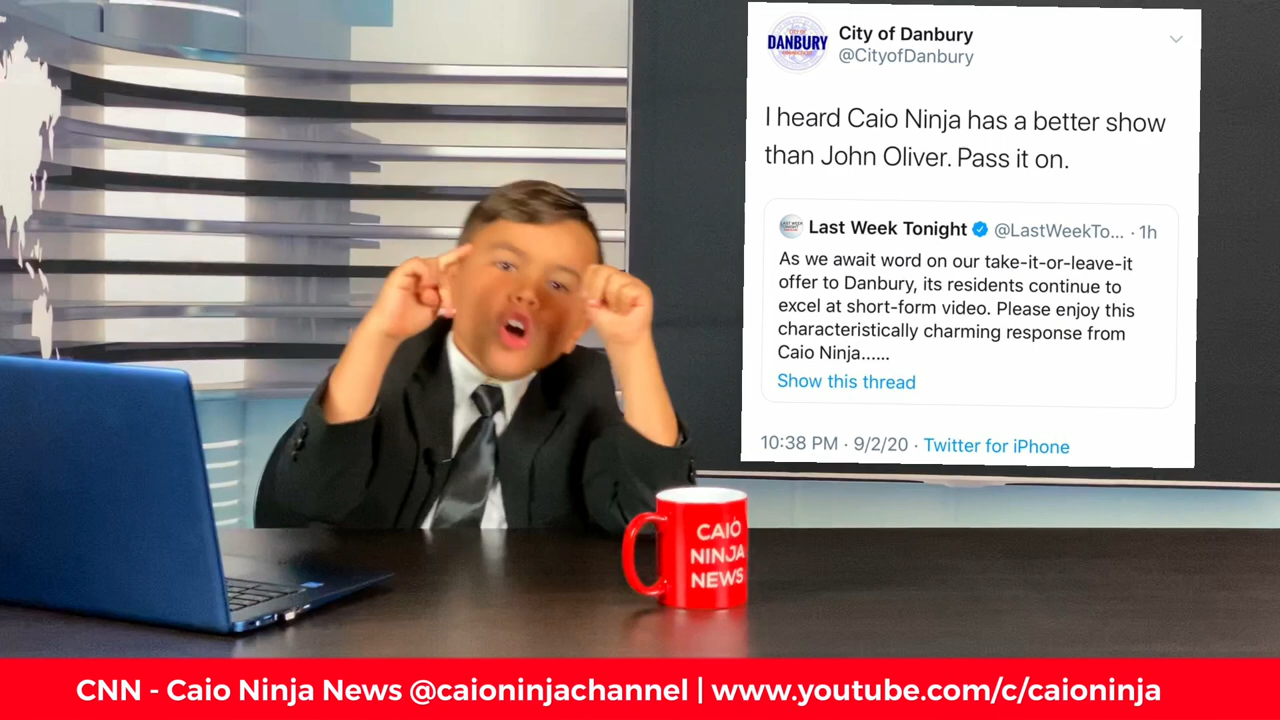 CITY OF
DANBURY
City of Danbury
@CityofDanbury
I heard Caio Ninja has a better show
than John Oliver. Pass it on.
Last Week Tonight @LastWeekTo... · 1h
As we await word on our take-it-or-leave-it
offer to Danbury, its residents continue to
excel at short-form video. Please enjoy this
characteristically charming response from
Caio Ninja......
Show this thread
10:38 PM · 9/2/20 · Twitter for iPhone
CAIO
NINJA
NEWS
CNN - Caio Ninja News @caioninjachannel | www.youtube.com/c/caioninja